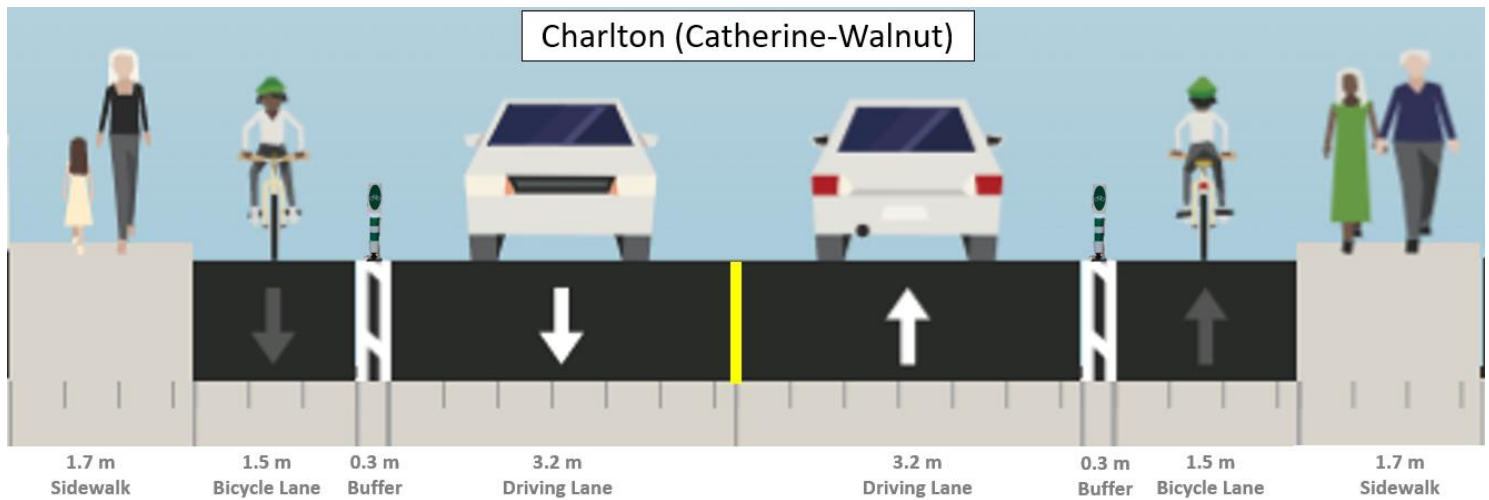 Charlton (Catherine-Walnut)
1.7 m
Sidewalk
1.5 m
Bicycle Lane
0.3 m
Buffer
3.2 m
Driving Lane
3.2 m
Driving Lane
0.3 m
Buffer
1.5 m
Bicycle Lane
1.7 m
Sidewalk